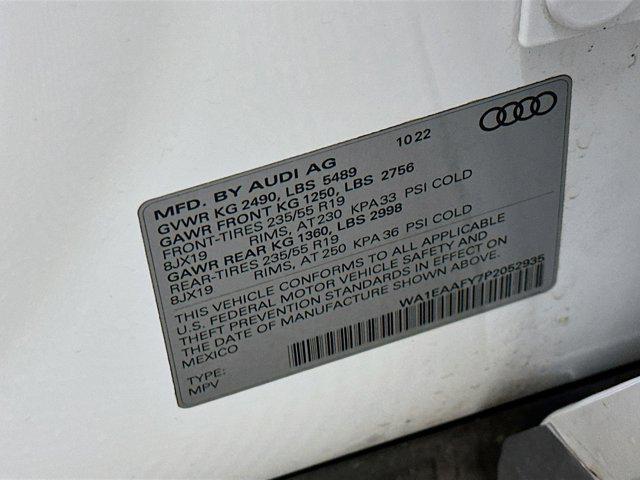 MFD. BY AUDI AG 10 22
GVWR KG 2490, LBS 5489
GAWR FRONT KG 1250, LBS 2756
FRONT-TIRES 235/55 R19
8JX19 RIMS, AT 230 KPA 33 PSI COLD
GAWR REAR KG 1360, LBS 2998
REAR-TIRES 235/55 R19
8JX19 RIMS, AT 250 KPA 36 PSI COLD
THIS VEHICLE CONFORMS TO ALL APPLICABLE
U.S. FEDERAL MOTOR VEHICLE SAFETY AND
THEFT PREVENTION STANDARDS IN EFFECT ON
THE DATE OF MANUFACTURE SHOWN ABOVE.
MEXICO WA1EAAFY7P2052935
TYPE:
MPV